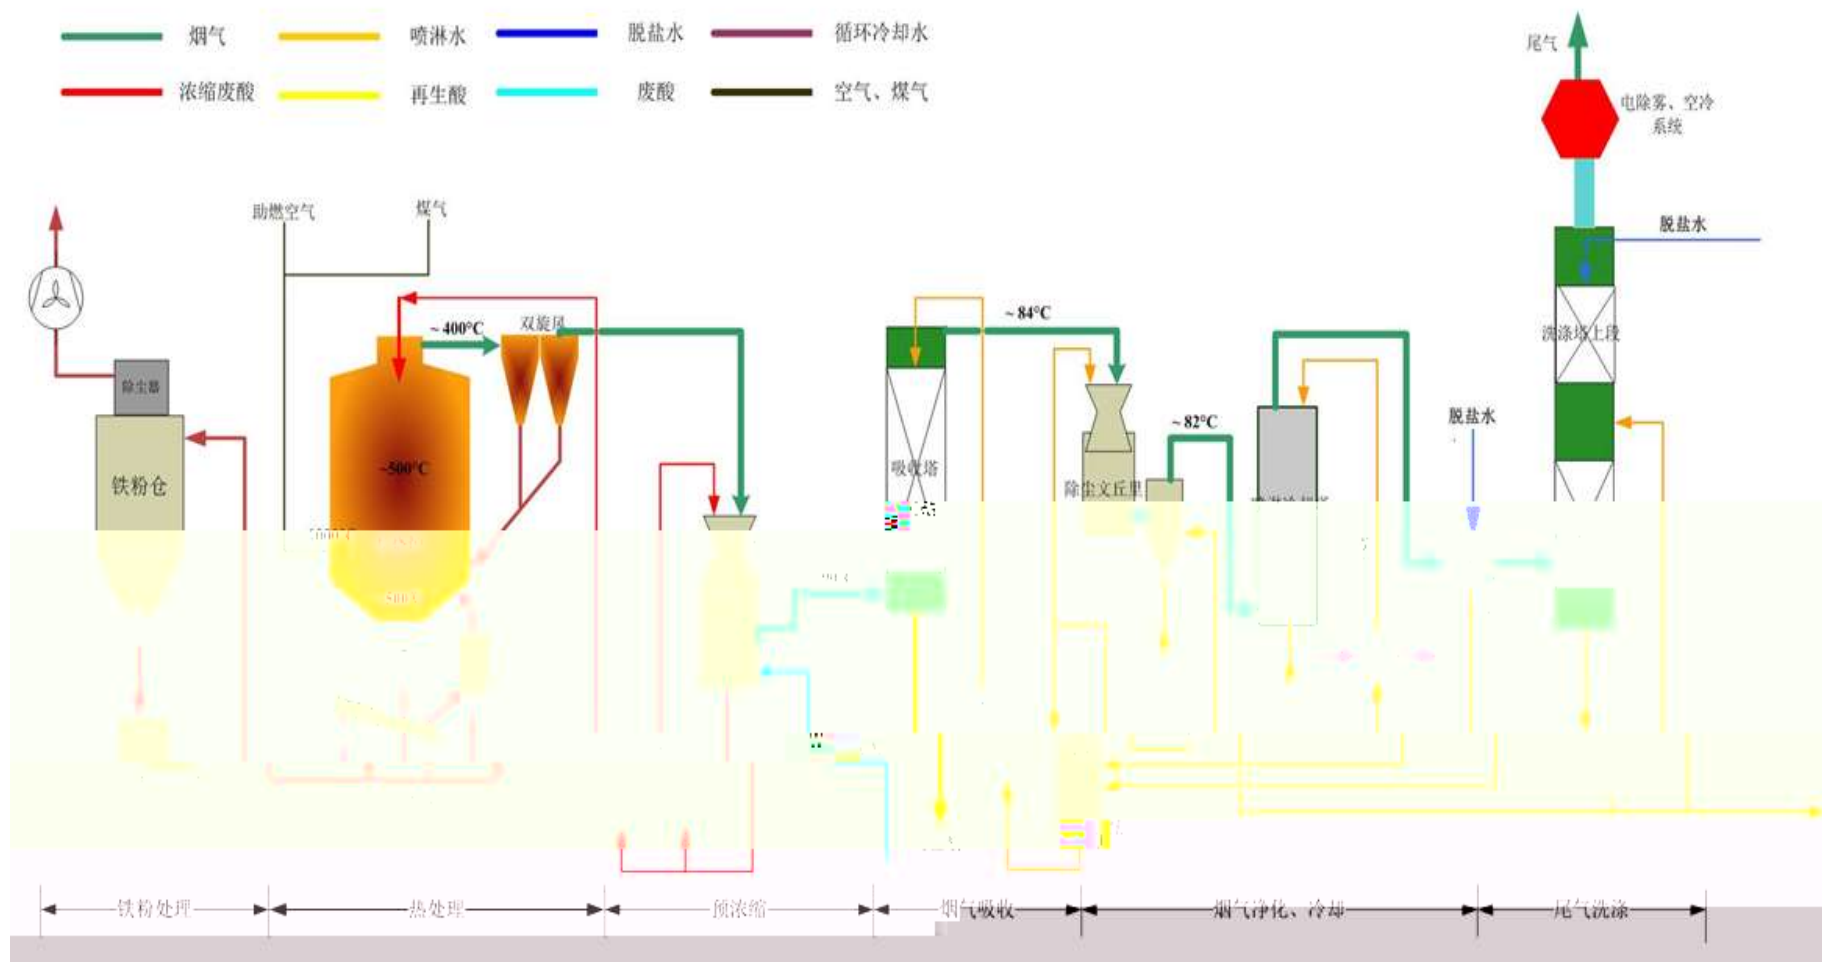 烟气
喷淋水
脱盐水
循环冷却水
浓缩废酸
再生酸
废酸
空气、煤气
尾气
电除雾、空冷
系统
助燃空气
煤气
脱盐水
~ 400°C
双旋风
~ 84°C
洗涤塔上段
除尘器
~ 82°C
脱盐水
~500°C
吸收塔
铁粉仓
除尘文丘里
铁粉处理
热处理
预浓缩
烟气吸收
烟气净化、冷却
尾气洗涤